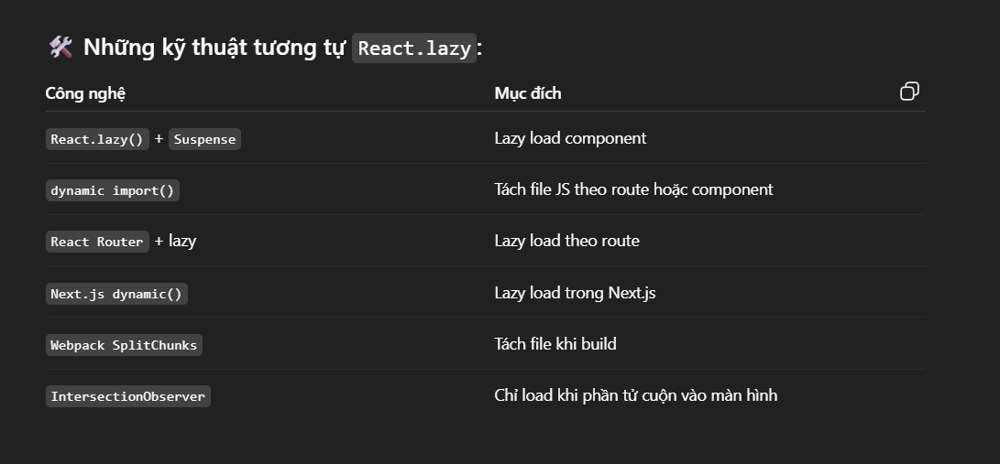 🛠️ Những kỹ thuật tương tự React.lazy:
Công nghệ Mục đích
React.lazy() + Suspense Lazy load component
dynamic import() Tách file JS theo route hoặc component
React Router + lazy Lazy load theo route
Next.js dynamic() Lazy load trong Next.js
Webpack SplitChunks Tách file khi build
IntersectionObserver Chỉ load khi phần tử cuộn vào màn hình